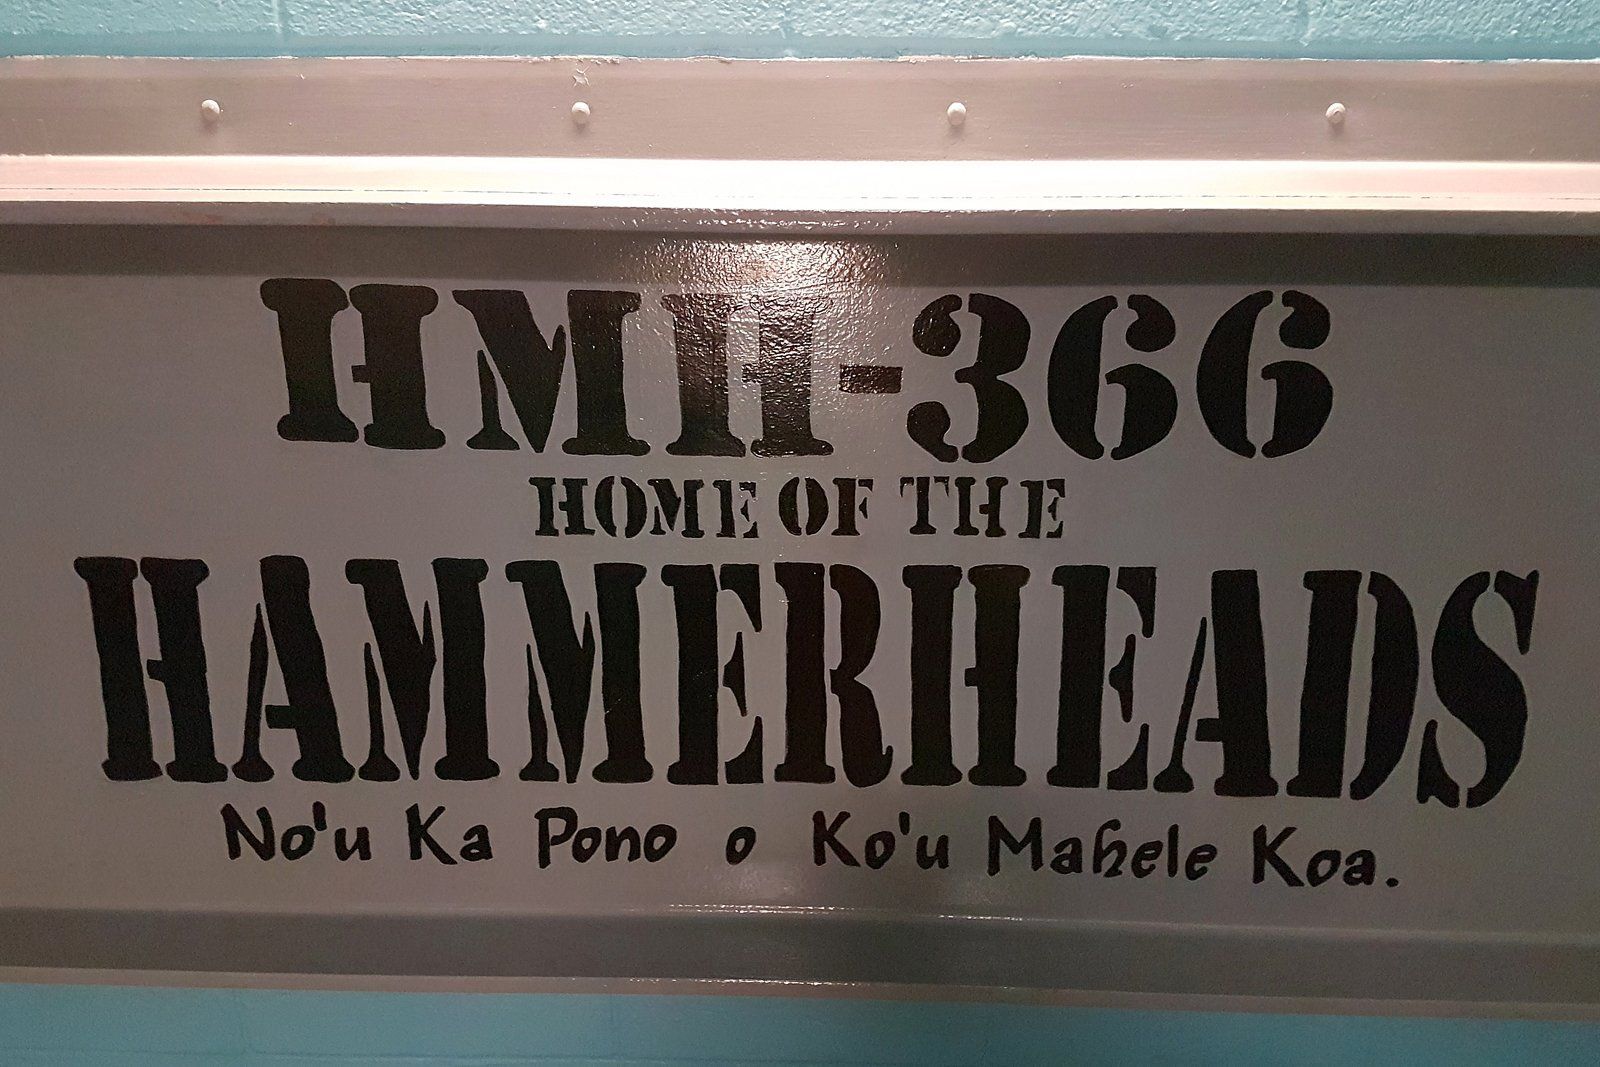 HMH-366
HOME OF THE
HAMMERHEADS
No'u Ka Pono o Ko'u Mahele Koa.